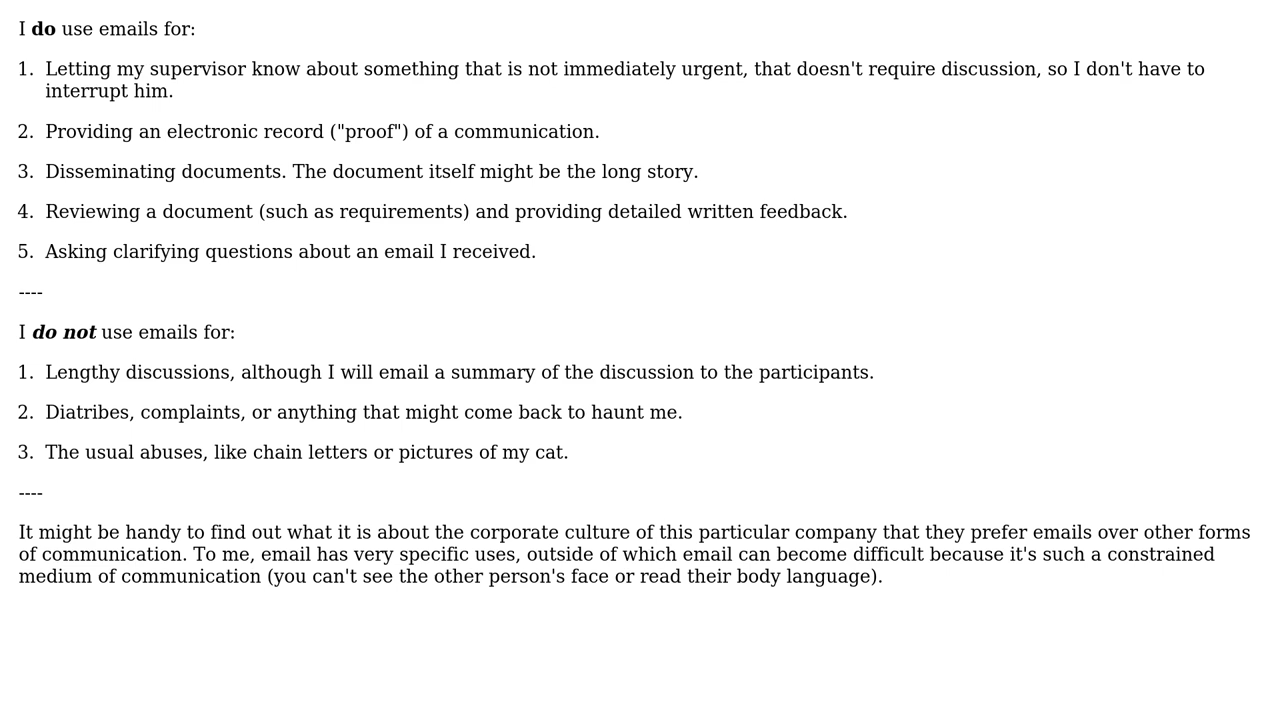 I do use emails for:
1. Letting my supervisor know about something that is not immediately urgent, that doesn't require discussion, so I don't have to
interrupt him.
2. Providing an electronic record ("proof") of a communication.
3. Disseminating documents. The document itself might be the long story.
4. Reviewing a document (such as requirements) and providing detailed written feedback.
5. Asking clarifying questions about an email I received.
----
I do not use emails for:
1. Lengthy discussions, although I will email a summary of the discussion to the participants.
2. Diatribes, complaints, or anything that might come back to haunt me.
3. The usual abuses, like chain letters or pictures of my cat.
----
It might be handy to find out what it is about the corporate culture of this particular company that they prefer emails over other forms
of communication. To me, email has very specific uses, outside of which email can become difficult because it's such a constrained
medium of communication (you can't see the other person's face or read their body language).